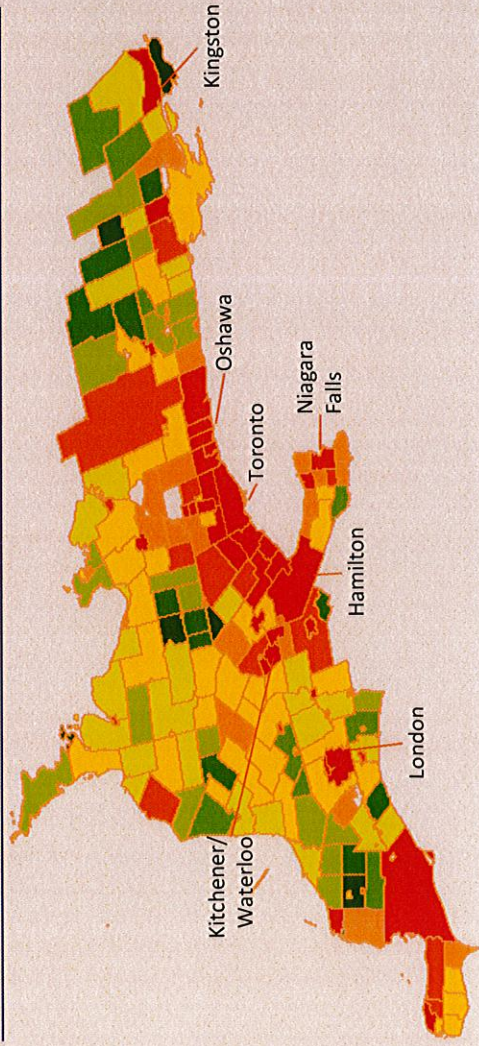 Kingston
Oshawa
Toronto
Niagara
Falls
Hamilton
London
Kitchener/
Waterloo